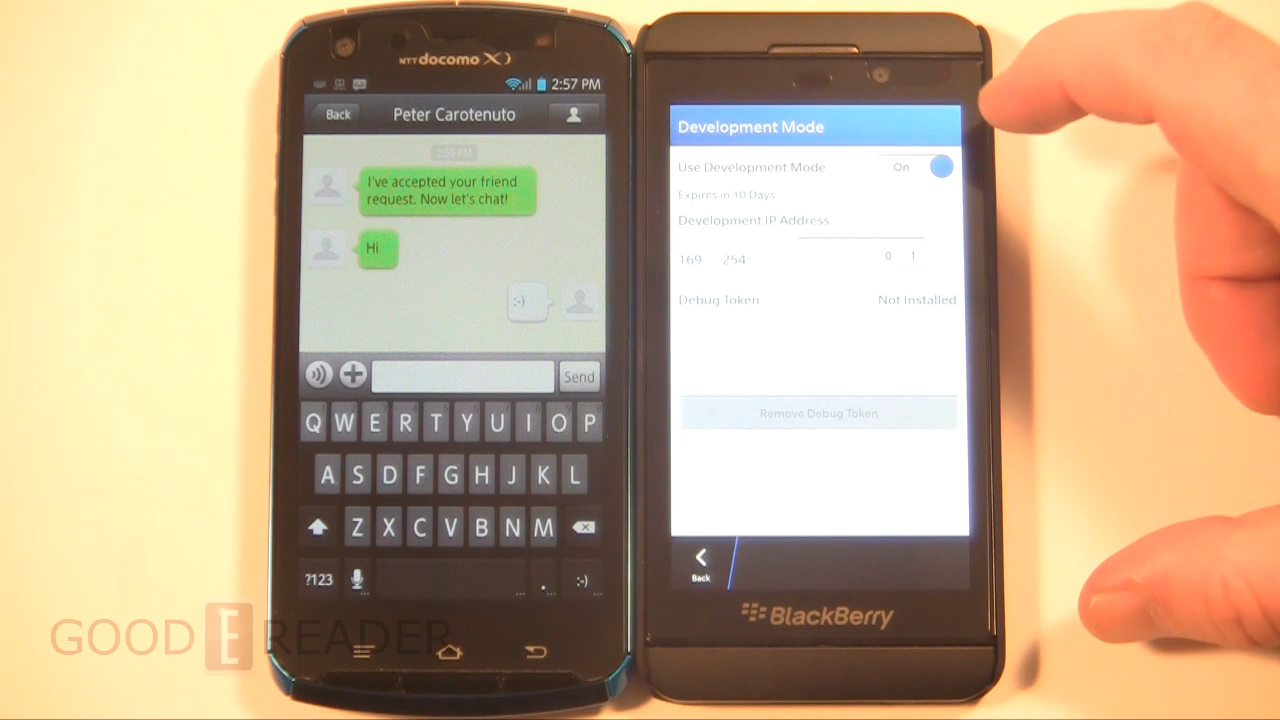 NTT docomo Xi
2:57 PM
Back
Peter Carotenuto
2:55 PM
I've accepted your friend
request. Now let's chat!
Hi
:-)
Send
Q W E R T Y U I O P
A S D F G H J K L
Z X C V B N M
?123 ... ... . ... :-) ...
Development Mode
Use Development Mode On
Expires in 10 Days
Development IP Address
169 254 0 1
Debug Token Not Installed
Remove Debug Token
Back
BlackBerry
GOOD E READER